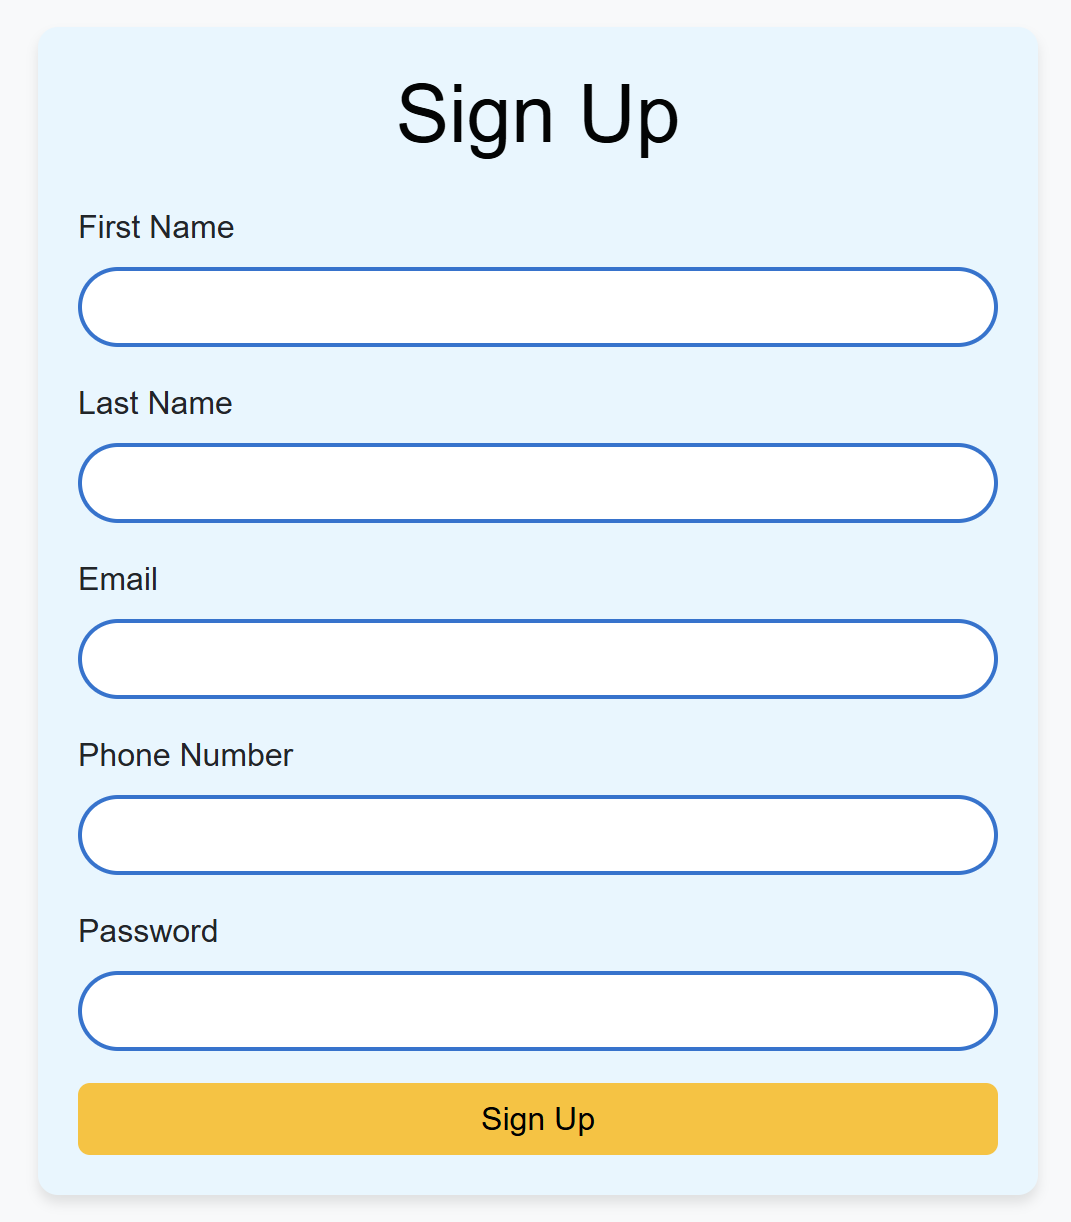 Sign Up
First Name
Last Name
Email
Phone Number
Password
Sign Up